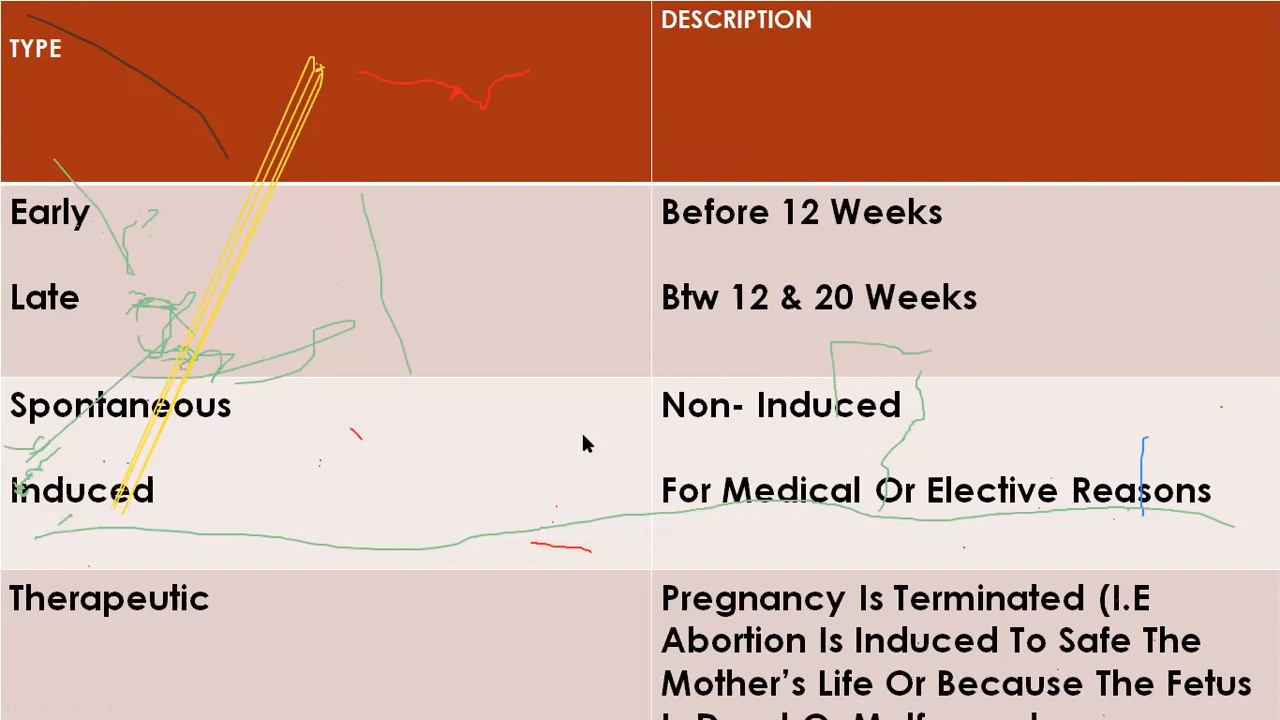 TYPE
DESCRIPTION
Early
Before 12 Weeks
Late
Btw 12 & 20 Weeks
Spontaneous
Non- Induced
Induced
For Medical Or Elective Reasons
Therapeutic
Pregnancy Is Terminated (I.E
Abortion Is Induced To Safe The
Mother's Life Or Because The Fetus